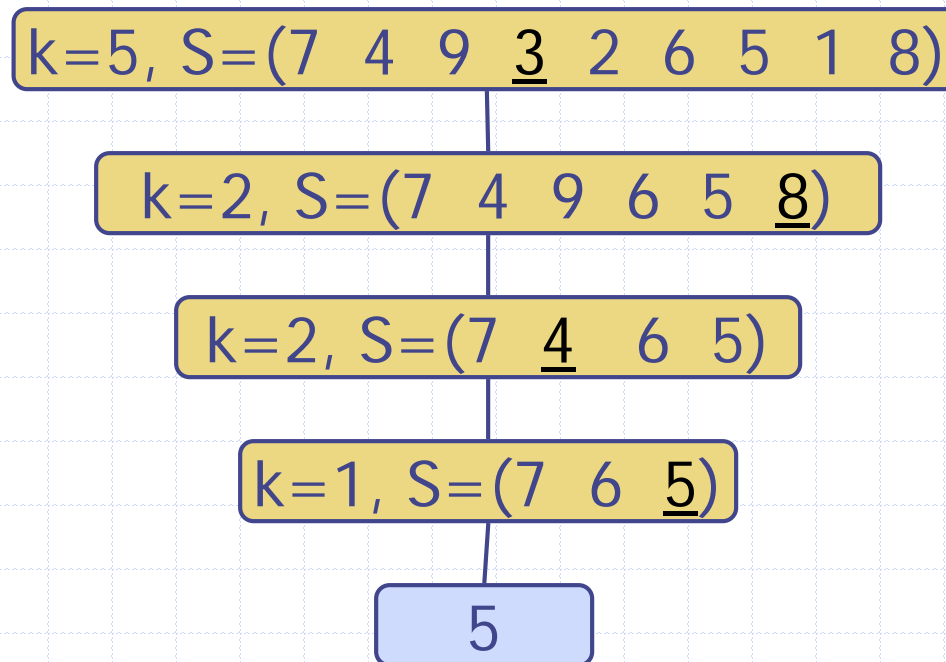 k=5, S=(7 4 9 3 2 6 5 1 8)
k=2, S=(7 4 9 6 5 8)
k=2, S=(7 4 6 5)
k=1, S=(7 6 5)
5